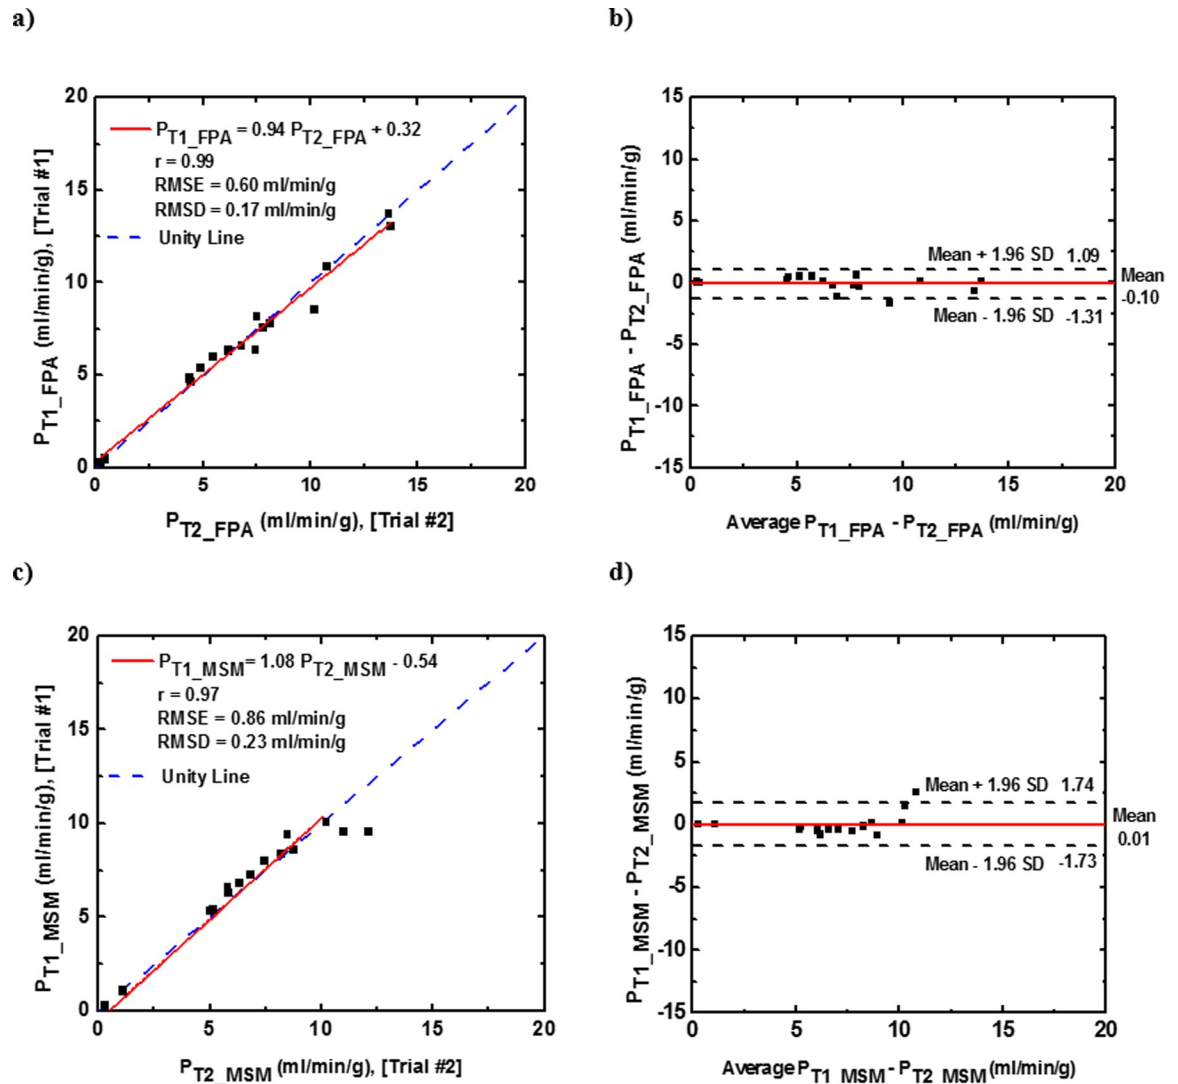 a)
20
15
10
5
0
0 5 10 15 20
P_T1_FPA (ml/min/g), [Trial #1]
P_T1_FPA = 0.94 P_T2_FPA + 0.32
r = 0.99
RMSE = 0.60 ml/min/g
RMSD = 0.17 ml/min/g
Unity Line
P_T2_FPA (ml/min/g), [Trial #2]
b)
15
10
5
0
-5
-10
-15
0 5 10 15 20
P_T1_FPA - P_T2_FPA (ml/min/g)
Mean + 1.96 SD 1.09
Mean
-0.10
Mean - 1.96 SD -1.31
Average P_T1_FPA - P_T2_FPA (ml/min/g)
c)
20
15
10
5
0
0 5 10 15 20
P_T1_MSM (ml/min/g), [Trial #1]
P_T1_MSM = 1.08 P_T2_MSM - 0.54
r = 0.97
RMSE = 0.86 ml/min/g
RMSD = 0.23 ml/min/g
Unity Line
P_T2_MSM (ml/min/g), [Trial #2]
d)
15
10
5
0
-5
-10
-15
0 5 10 15 20
P_T1_MSM - P_T2_MSM (ml/min/g)
Mean + 1.96 SD 1.74
Mean
0.01
Mean - 1.96 SD -1.73
Average P_T1_MSM - P_T2_MSM (ml/min/g)